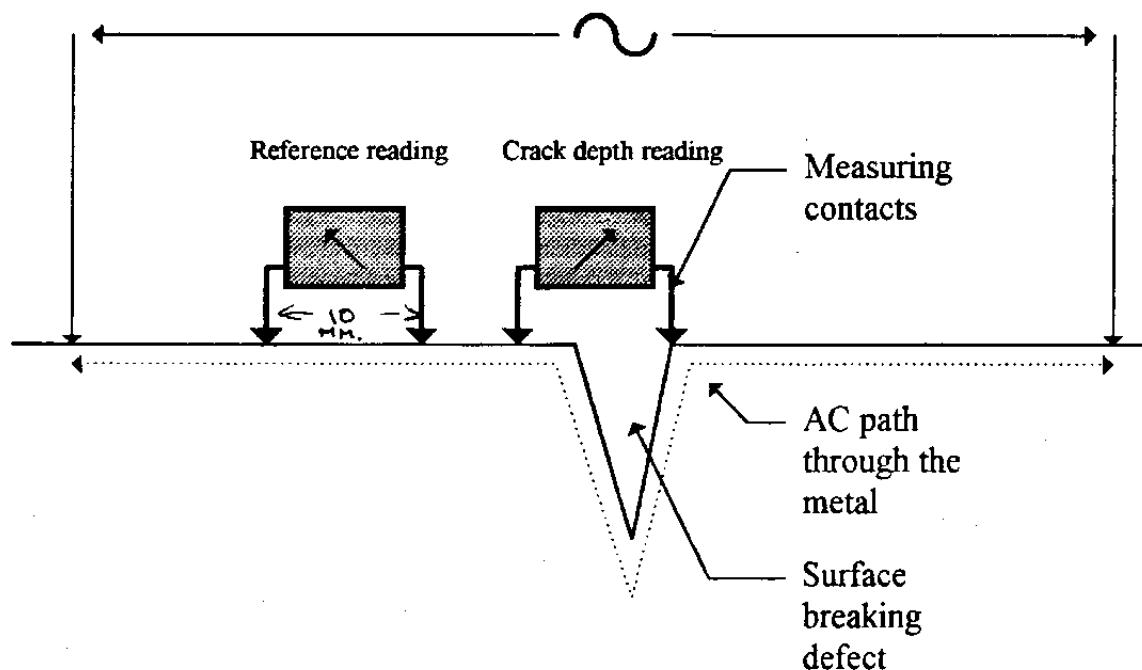 Reference reading
Crack depth reading
Measuring
contacts
10
MM.
AC path
through the
metal
Surface
breaking
defect